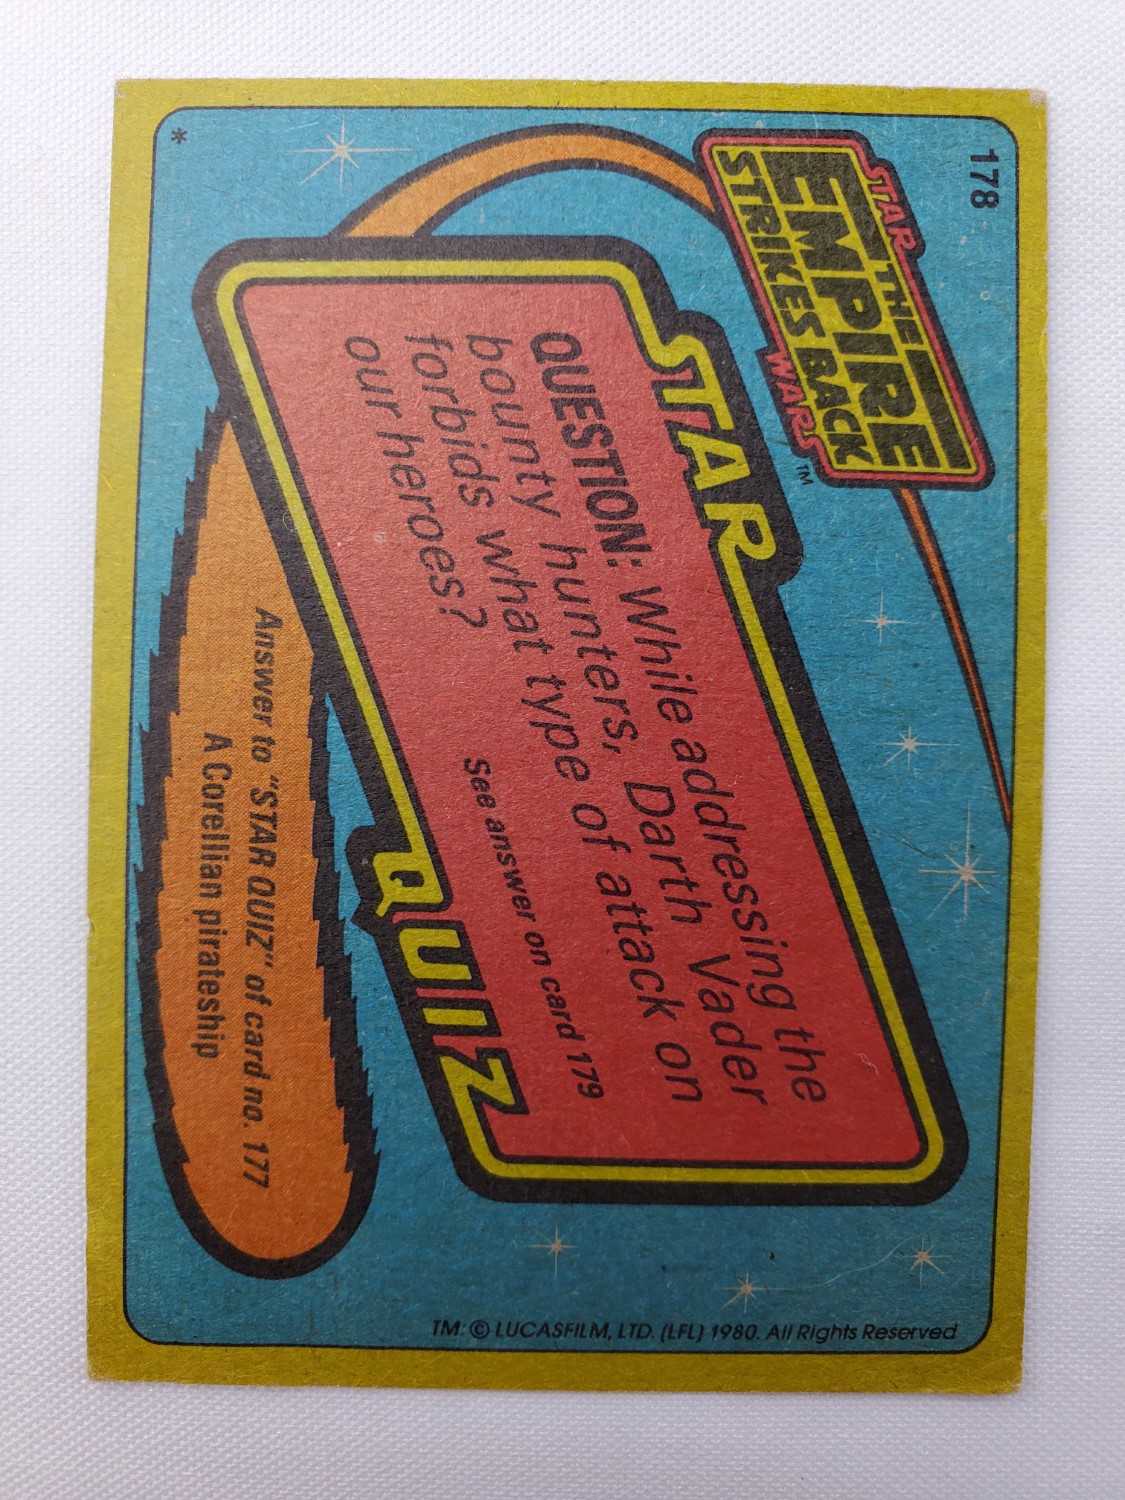 178
STAR
THE
EMPIRE
STRIKES BACK
WARS™
STAR
QUESTION: While addressing the
bounty hunters, Darth Vader
forbids what type of attack on
our heroes?
See answer on card 179
QUIZ
Answer to "STAR QUIZ" of card no. 177
A Corellian pirateship
*
TM: © LUCASFILM, LTD. (LFL) 1980. All Rights Reserved